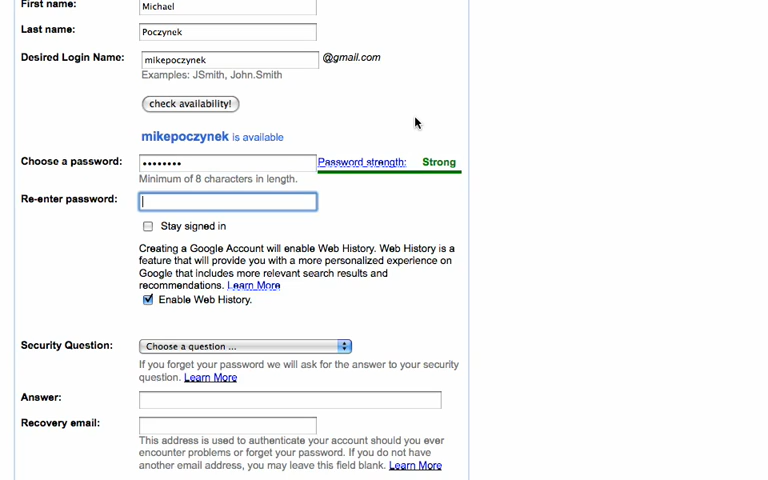 First name: Michael
Last name: Poczynek
Desired Login Name: mikepoczynek @gmail.com
Examples: JSmith, John.Smith
check availability!
mikepoczynek is available
Choose a password: •••••••• Password strength: Strong
Minimum of 8 characters in length.
Re-enter password:
Stay signed in
Creating a Google Account will enable Web History. Web History is a
feature that will provide you with a more personalized experience on
Google that includes more relevant search results and
recommendations. Learn More
Enable Web History.
Security Question: Choose a question ...
If you forget your password we will ask for the answer to your security
question. Learn More
Answer:
Recovery email:
This address is used to authenticate your account should you ever
encounter problems or forget your password. If you do not have
another email address, you may leave this field blank. Learn More